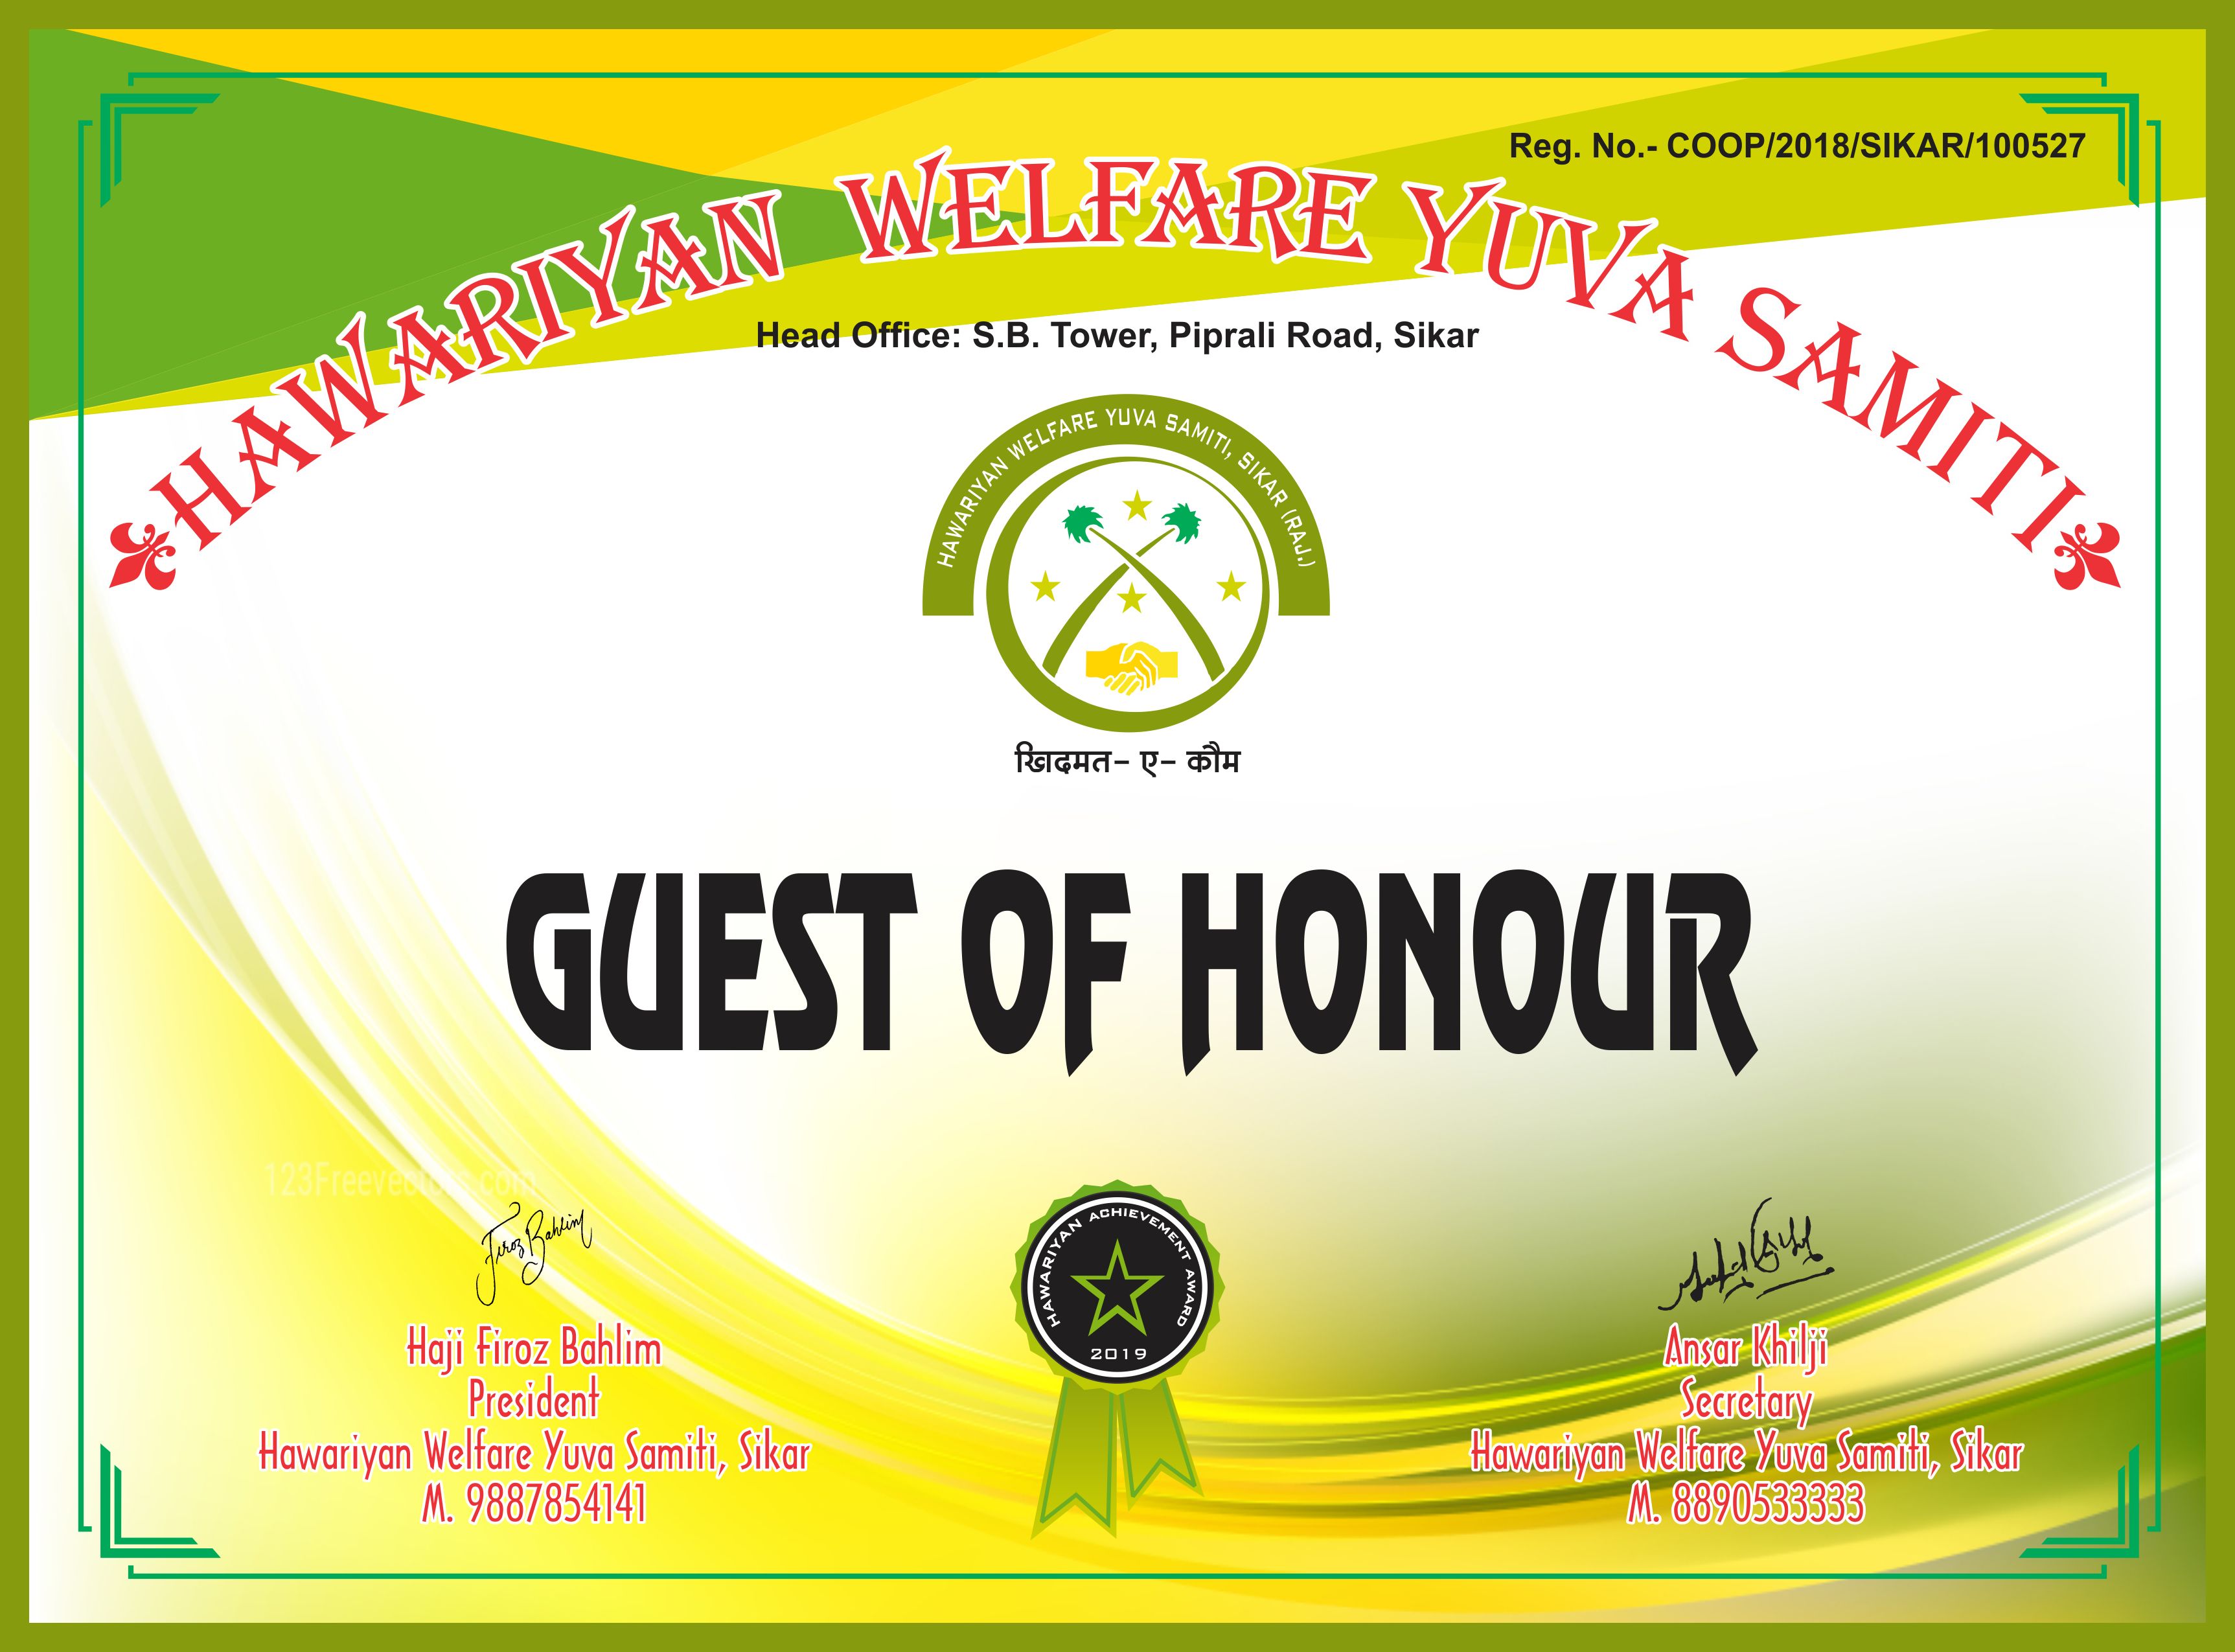 Reg. No.- COOP/2018/SIKAR/100527
HAWARIYAN WELFARE YUVA SAMITI
Head Office: S.B. Tower, Piprali Road, Sikar
HAWARIYAN WELFARE YUVA SAMITI, SIKAR (RAJ.)
खिदमत- ए- कौम
GUEST OF HONOUR
123Freevectors.com
Firoz Bahlim
HAWARIYAN ACHIEVEMENT AWARD
2019
Haji Firoz Bahlim
President
Hawariyan Welfare Yuva Samiti, Sikar
M. 9887854141
Ansar Khilji
Secretary
Hawariyan Welfare Yuva Samiti, Sikar
M. 8890533333